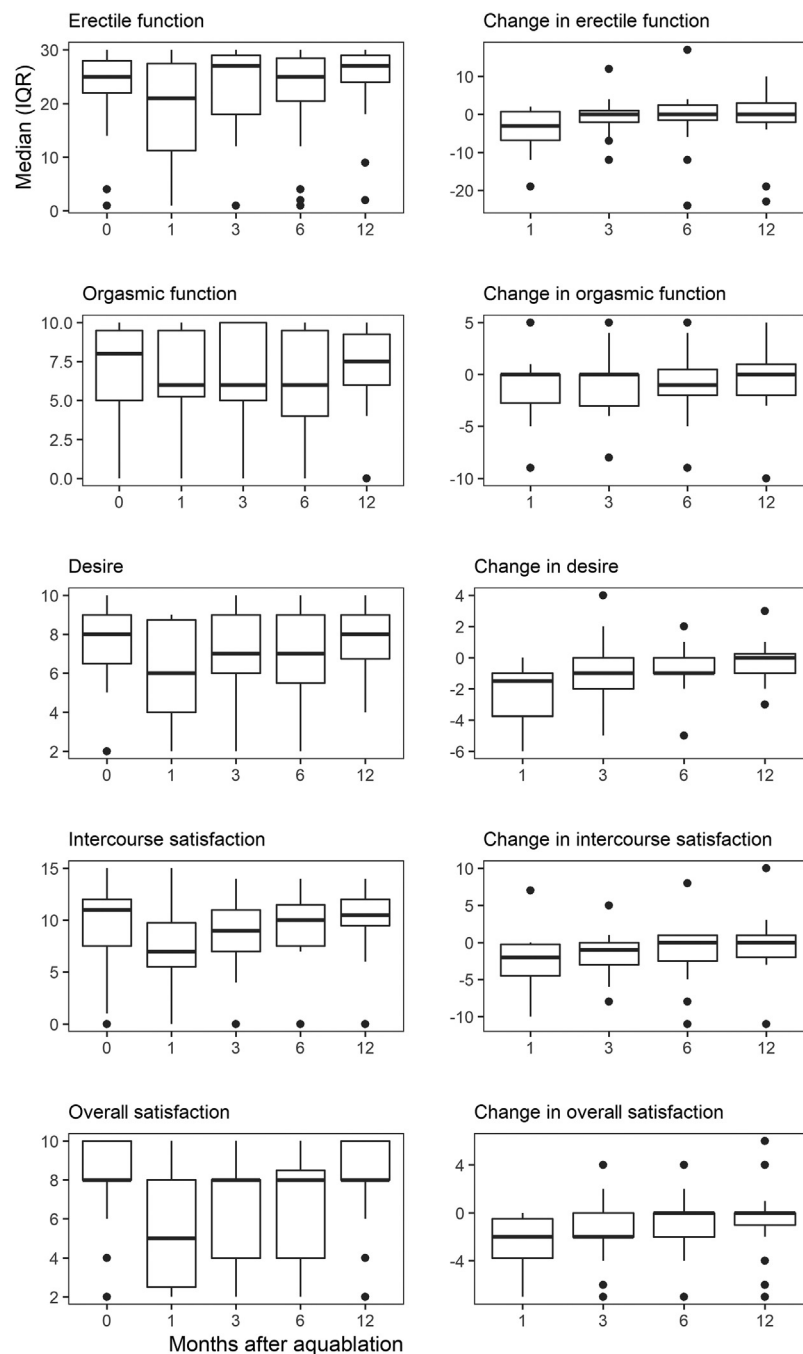 Erectile function
Median (IQR)
30
20
10
0
0 1 3 6 12
Change in erectile function
10
0
-10
-20
1 3 6 12
Orgasmic function
10.0
7.5
5.0
2.5
0.0
0 1 3 6 12
Change in orgasmic function
5
0
-5
-10
1 3 6 12
Desire
10
8
6
4
2
0 1 3 6 12
Change in desire
4
2
0
-2
-4
-6
1 3 6 12
Intercourse satisfaction
15
10
5
0
0 1 3 6 12
Change in intercourse satisfaction
10
5
0
-5
-10
1 3 6 12
Overall satisfaction
10
8
6
4
2
0 1 3 6 12
Change in overall satisfaction
4
0
-4
1 3 6 12
Months after aquablation